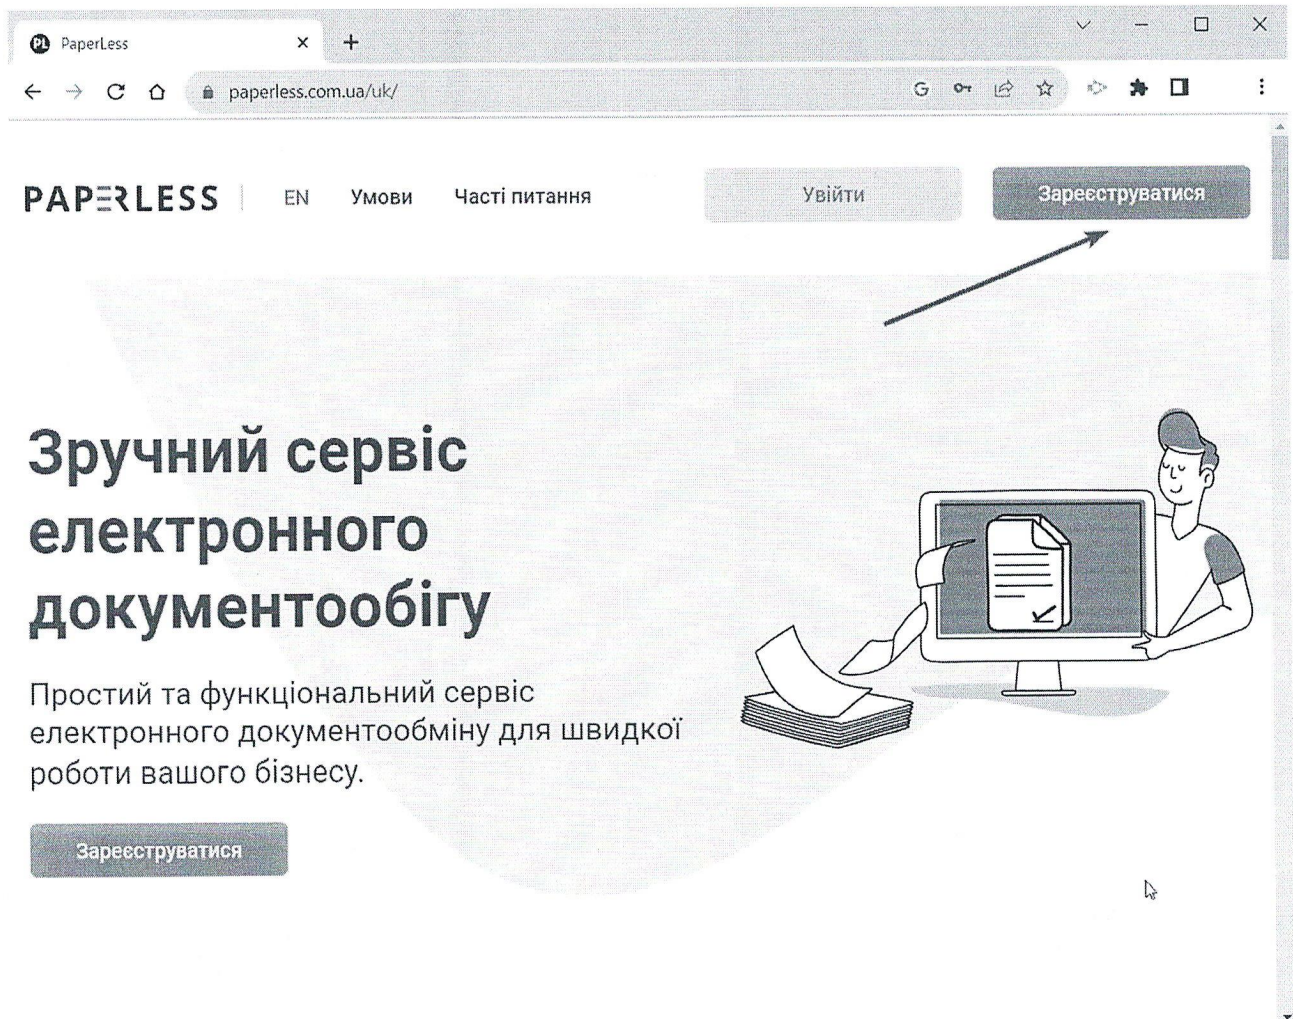 PL PaperLess
paperless.com.ua/uk/
PAPERLESS | EN Умови Часті питання Увійти Зареєструватися
Зручний сервіс
електронного
документообігу
Простий та функціональний сервіс
електронного документообміну для швидкої
роботи вашого бізнесу.
Зареєструватися